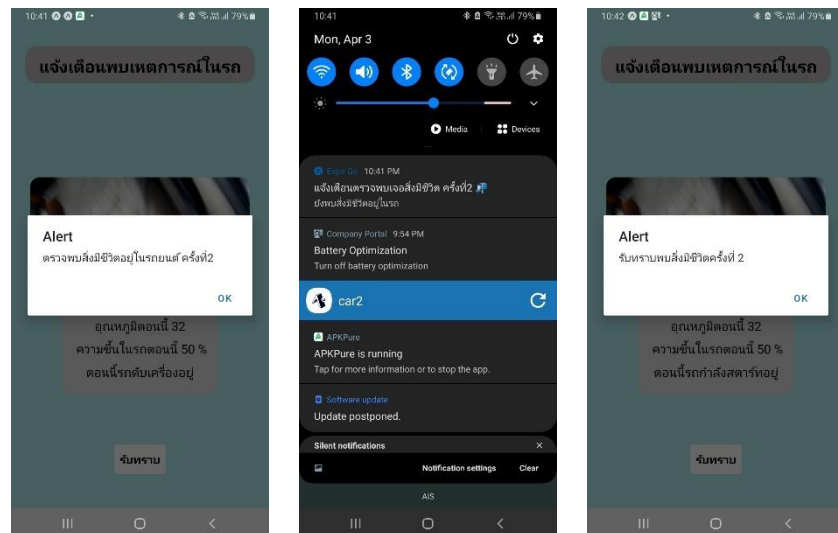 10:41
79%
แจ้งเตือนพบเหตุการณ์ในรถ
Alert
ตรวจพบสิ่งมีชีวิตอยู่ในรถยนต์ ครั้งที่2
OK
อุณหภูมิตอนนี้ 32
ความชื้นในรถตอนนี้ 50 %
ตอนนี้รถดับเครื่องอยู่
รับทราบ
10:41
79%
Mon, Apr 3
Media
Devices
Expo Go 10:41 PM
แจ้งเตือนตรวจพบเจอสิ่งมีชีวิต ครั้งที่2
ยังพบสิ่งมีชีวิตอยู่ในรถ
Company Portal 9:54 PM
Battery Optimization
Turn off battery optimization
car2
APKPure
APKPure is running
Tap for more information or to stop the app.
Software update
Update postponed.
Silent notifications
Notification settings
Clear
AIS
10:42
79%
แจ้งเตือนพบเหตุการณ์ในรถ
Alert
รับทราบพบสิ่งมีชีวิตครั้งที่ 2
OK
อุณหภูมิตอนนี้ 32
ความชื้นในรถตอนนี้ 50 %
ตอนนี้รถกำลังสตาร์ทอยู่
รับทราบ